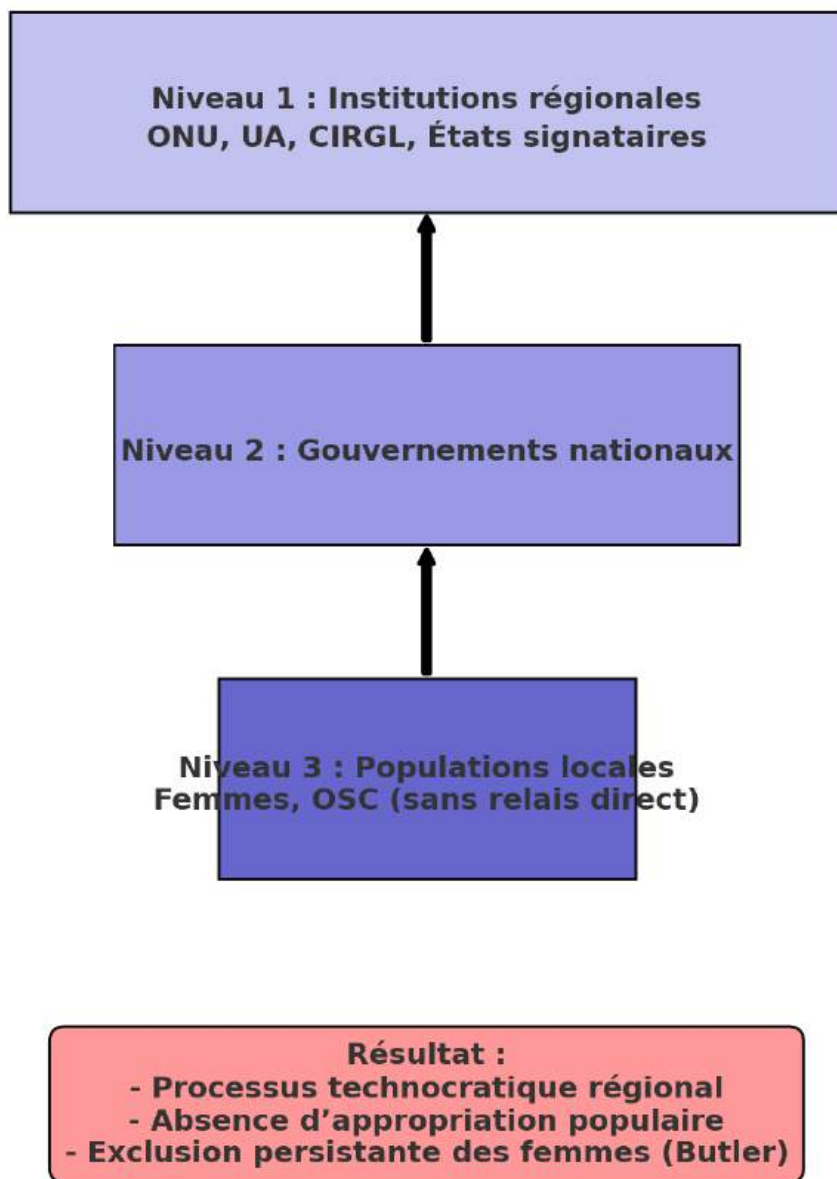 Niveau 1 : Institutions régionales
ONU, UA, CIRGL, États signataires
Niveau 2 : Gouvernements nationaux
Niveau 3 : Populations locales
Femmes, OSC (sans relais direct)
Résultat :
- Processus technocratique régional
- Absence d’appropriation populaire
- Exclusion persistante des femmes (Butler)